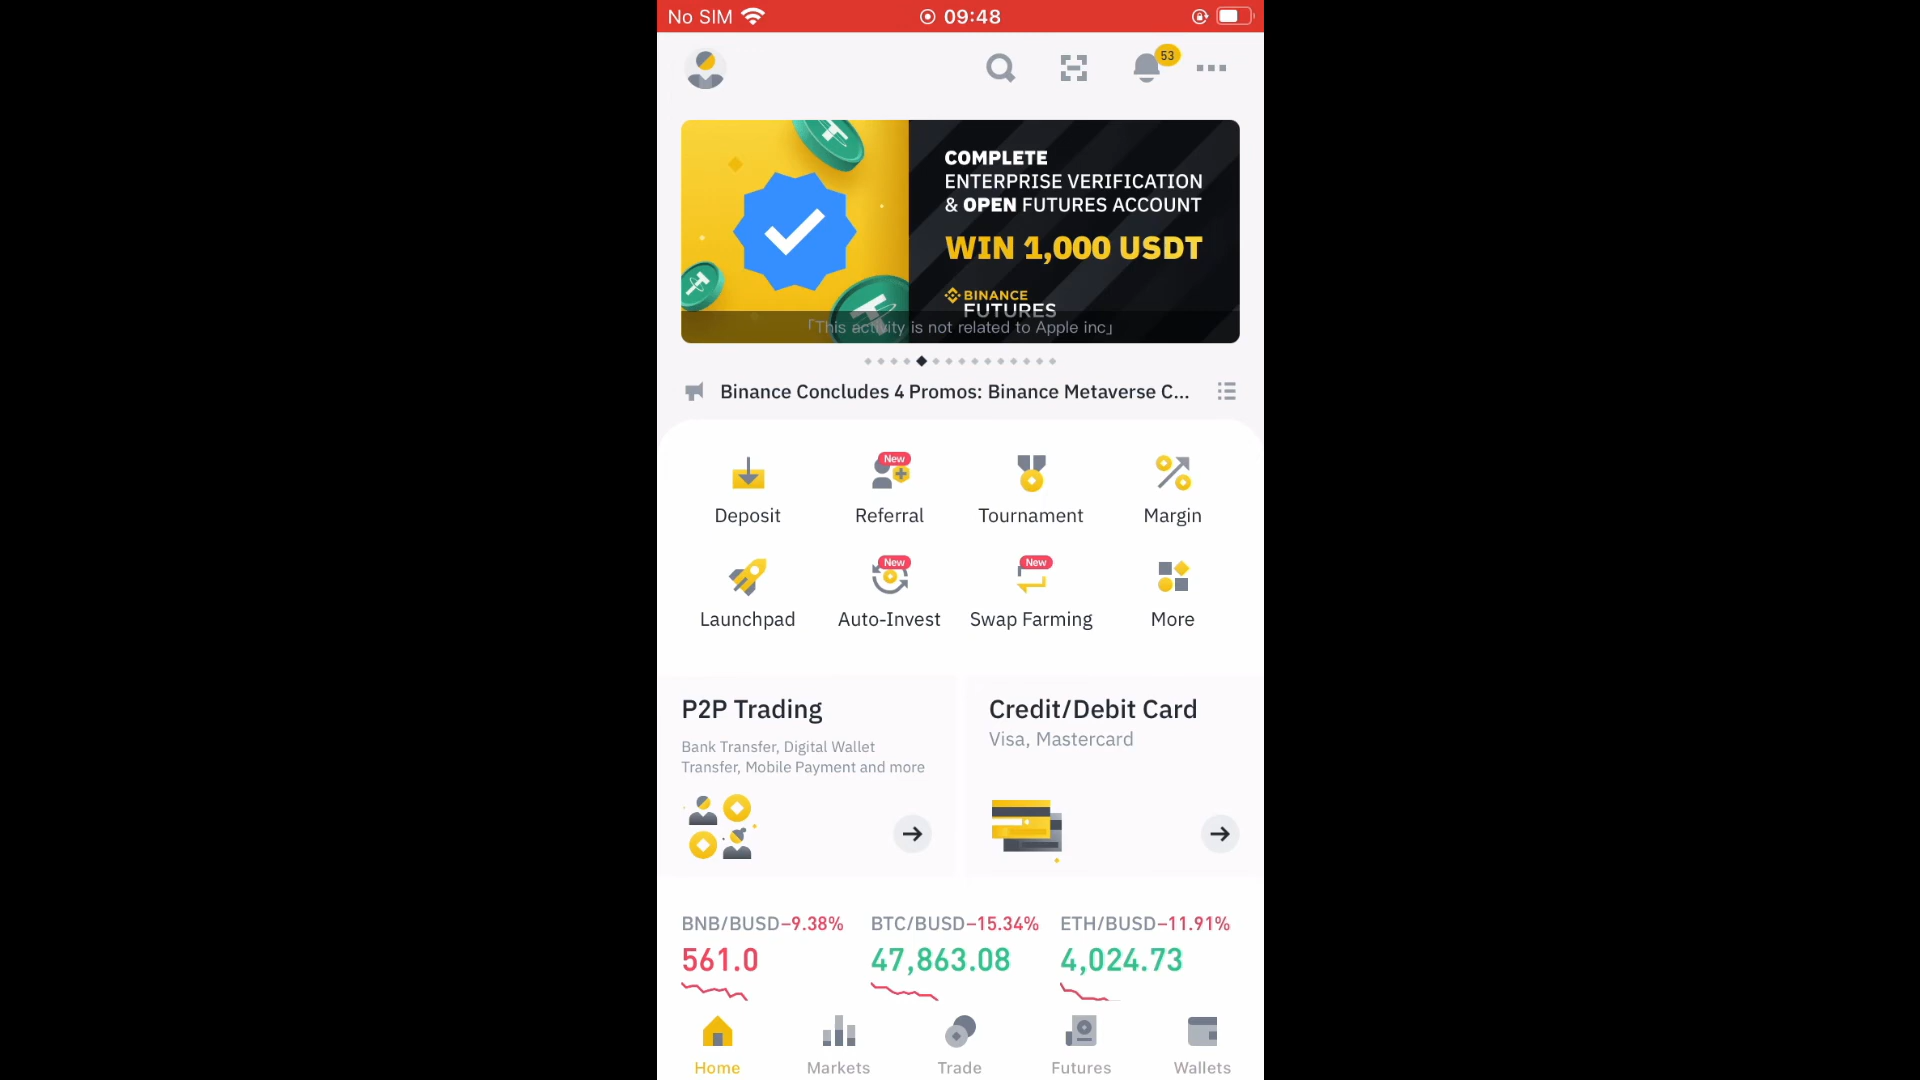 No SIM 09:48
53
COMPLETE
ENTERPRISE VERIFICATION
& OPEN FUTURES ACCOUNT
WIN 1,000 USDT
BINANCE
FUTURES
「This activity is not related to Apple inc」
Binance Concludes 4 Promos: Binance Metaverse C...
New
Deposit Referral Tournament Margin
New New
Launchpad Auto-Invest Swap Farming More
P2P Trading
Bank Transfer, Digital Wallet
Transfer, Mobile Payment and more
Credit/Debit Card
Visa, Mastercard
BNB/BUSD -9.38% BTC/BUSD -15.34% ETH/BUSD -11.91%
561.0 47,863.08 4,024.73
Home Markets Trade Futures Wallets